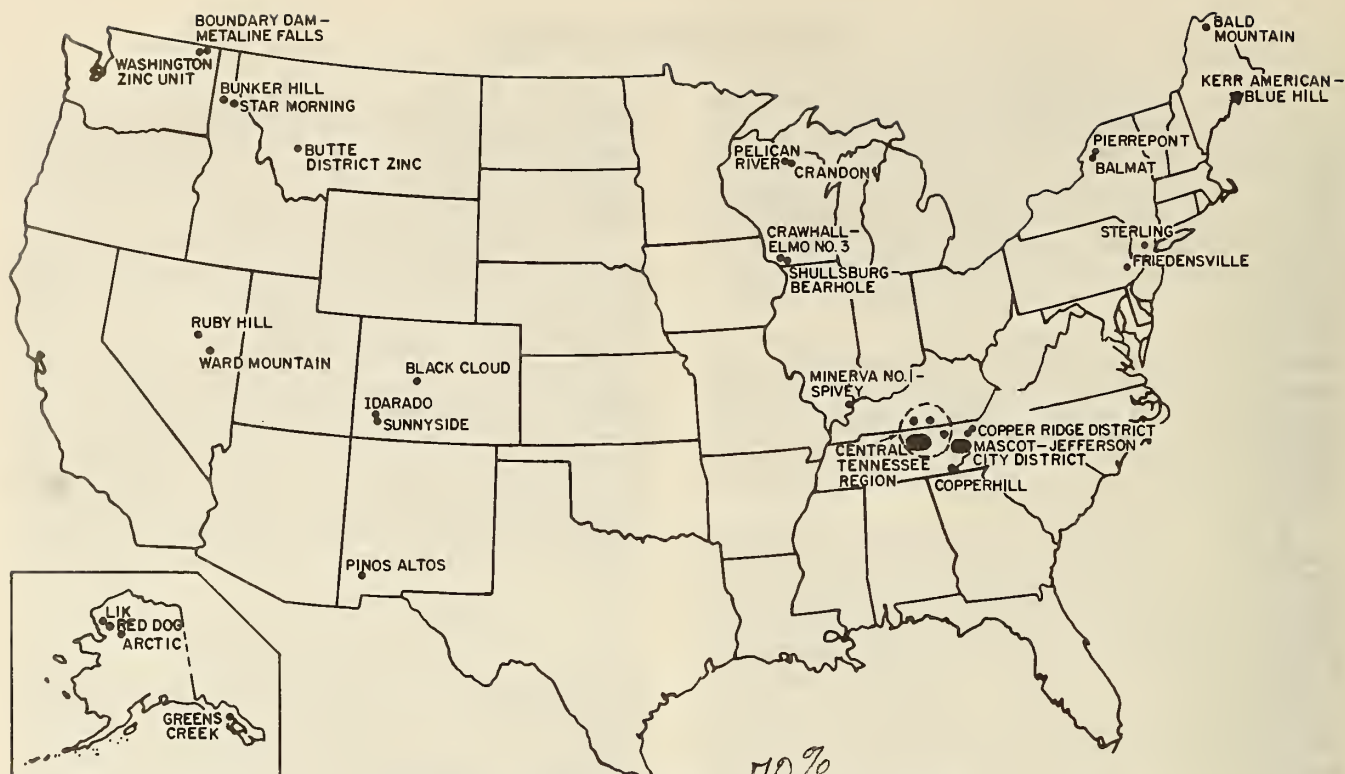 BOUNDARY DAM–
METALINE FALLS
WASHINGTON
ZINC UNIT
BUNKER HILL
STAR MORNING
BUTTE
DISTRICT ZINC
PELICAN
RIVER
CRANDON
CRAWHALL–
ELMO NO. 3
SHULLSBURG
BEARHOLE
BALD
MOUNTAIN
KERR AMERICAN–
BLUE HILL
PIERREPONT
BALMAT
STERLING
FRIEDENSVILLE
RUBY HILL
WARD MOUNTAIN
BLACK CLOUD
IDARADO
SUNNYSIDE
MINERVA NO. I–
SPIVEY
CENTRAL
TENNESSEE
REGION
COPPER RIDGE DISTRICT
MASCOT–JEFFERSON
CITY DISTRICT
COPPERHILL
PINOS ALTOS
LIK
RED DOG
ARCTIC
GREENS
CREEK
70%